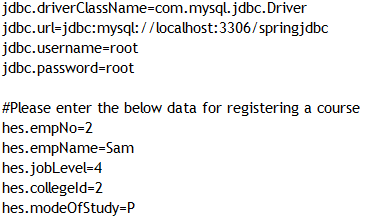 jdbc.driverClassName=com.mysql.jdbc.Driver
jdbc.url=jdbc:mysql://localhost:3306/springjdbc
jdbc.username=root
jdbc.password=root
#Please enter the below data for registering a course
hes.empNo=2
hes.empName=Sam
hes.jobLevel=4
hes.collegeId=2
hes.modeOfStudy=P